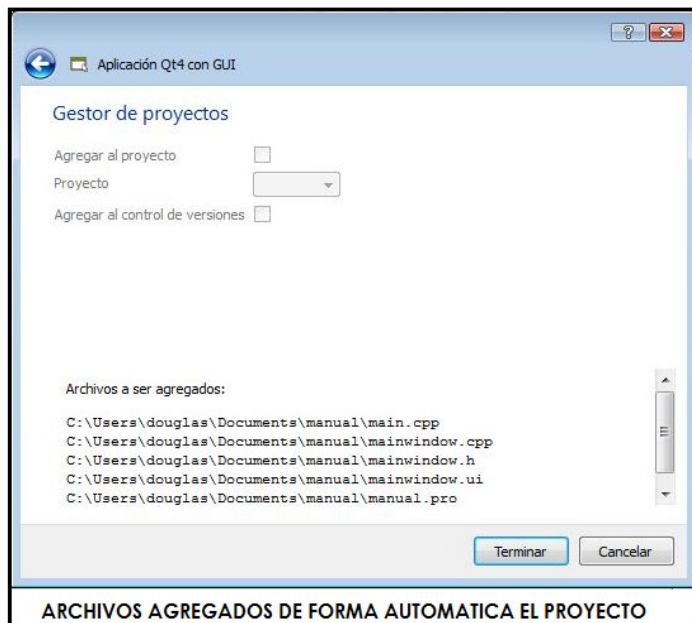 ?
Aplicación Qt4 con GUI
Gestor de proyectos
Agregar al proyecto
Proyecto
Agregar al control de versiones
Archivos a ser agregados:
C:\Users\douglas\Documents\manual\main.cpp
C:\Users\douglas\Documents\manual\mainwindow.cpp
C:\Users\douglas\Documents\manual\mainwindow.h
C:\Users\douglas\Documents\manual\mainwindow.ui
C:\Users\douglas\Documents\manual\manual.pro
Terminar Cancelar
ARCHIVOS AGREGADOS DE FORMA AUTOMATICA EL PROYECTO